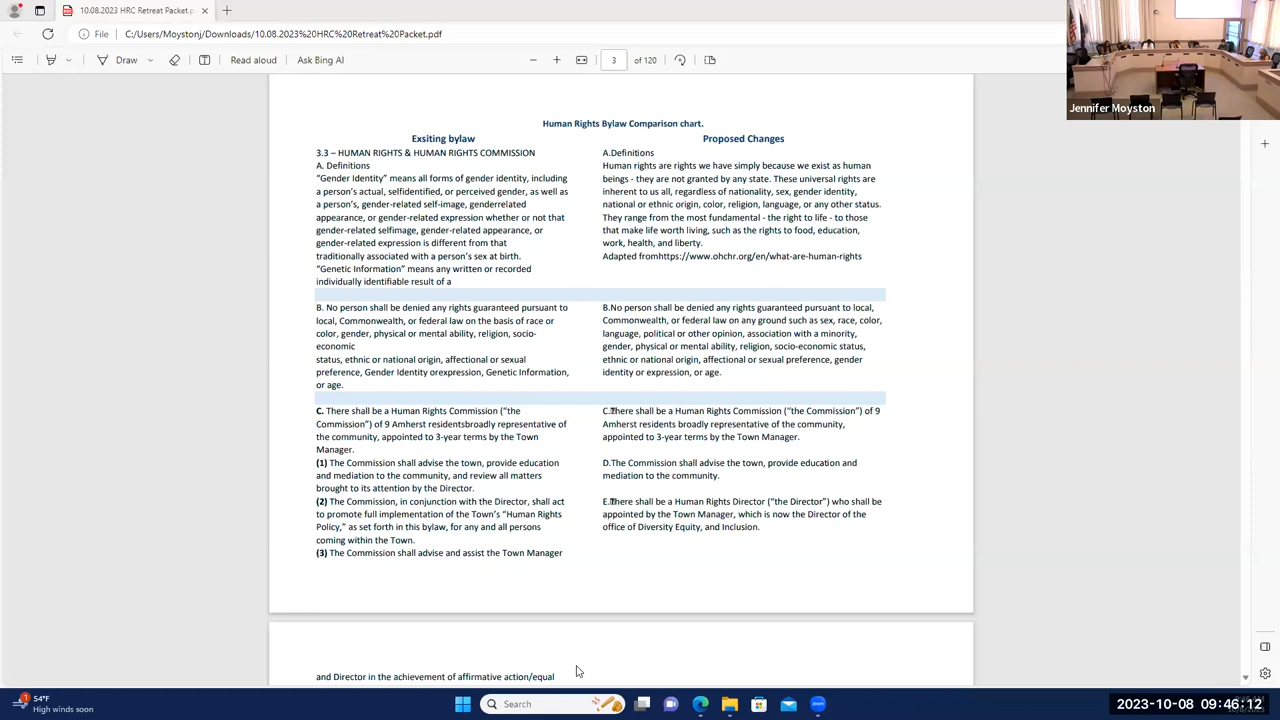 10.08.2023 HRC Retreat Packet.p
File
C:/Users/Moystonj/Downloads/10.08.2023%20HRC%20Retreat%20Packet.pdf
Draw
Read aloud
Ask Bing AI
3
of 120
Jennifer Moyston
Human Rights Bylaw Comparison chart.
Exsiting bylaw
3.3 – HUMAN RIGHTS & HUMAN RIGHTS COMMISSION
A. Definitions
“Gender Identity” means all forms of gender identity, including
a person’s actual, selfidentified, or perceived gender, as well as
a person’s, gender-related self-image, genderrelated
appearance, or gender-related expression whether or not that
gender-related selfimage, gender-related appearance, or
gender-related expression is different from that
traditionally associated with a person’s sex at birth.
“Genetic Information” means any written or recorded
individually identifiable result of a
Proposed Changes
A.Definitions
Human rights are rights we have simply because we exist as human
beings - they are not granted by any state. These universal rights are
inherent to us all, regardless of nationality, sex, gender identity,
national or ethnic origin, color, religion, language, or any other status.
They range from the most fundamental - the right to life - to those
that make life worth living, such as the rights to food, education,
work, health, and liberty.
Adapted fromhttps://www.ohchr.org/en/what-are-human-rights
B. No person shall be denied any rights guaranteed pursuant to
local, Commonwealth, or federal law on the basis of race or
color, gender, physical or mental ability, religion, socio-
economic
status, ethnic or national origin, affectional or sexual
preference, Gender Identity orexpression, Genetic Information,
or age.
B.No person shall be denied any rights guaranteed pursuant to local,
Commonwealth, or federal law on any ground such as sex, race, color,
language, political or other opinion, association with a minority,
gender, physical or mental ability, religion, socio-economic status,
ethnic or national origin, affectional or sexual preference, gender
identity or expression, or age.
C. There shall be a Human Rights Commission (“the
Commission”) of 9 Amherst residentsbroadly representative of
the community, appointed to 3-year terms by the Town
Manager.
(1) The Commission shall advise the town, provide education
and mediation to the community, and review all matters
brought to its attention by the Director.
(2) The Commission, in conjunction with the Director, shall act
to promote full implementation of the Town’s “Human Rights
Policy,” as set forth in this bylaw, for any and all persons
coming within the Town.
(3) The Commission shall advise and assist the Town Manager
C.There shall be a Human Rights Commission (“the Commission”) of 9
Amherst residents broadly representative of the community,
appointed to 3-year terms by the Town Manager.
D.The Commission shall advise the town, provide education and
mediation to the community.
E.There shall be a Human Rights Director (“the Director”) who shall be
appointed by the Town Manager, which is now the Director of the
office of Diversity Equity, and Inclusion.
and Director in the achievement of affirmative action/equal
1
54°F
High winds soon
Search
zoom
2023-10-08 09:46:12